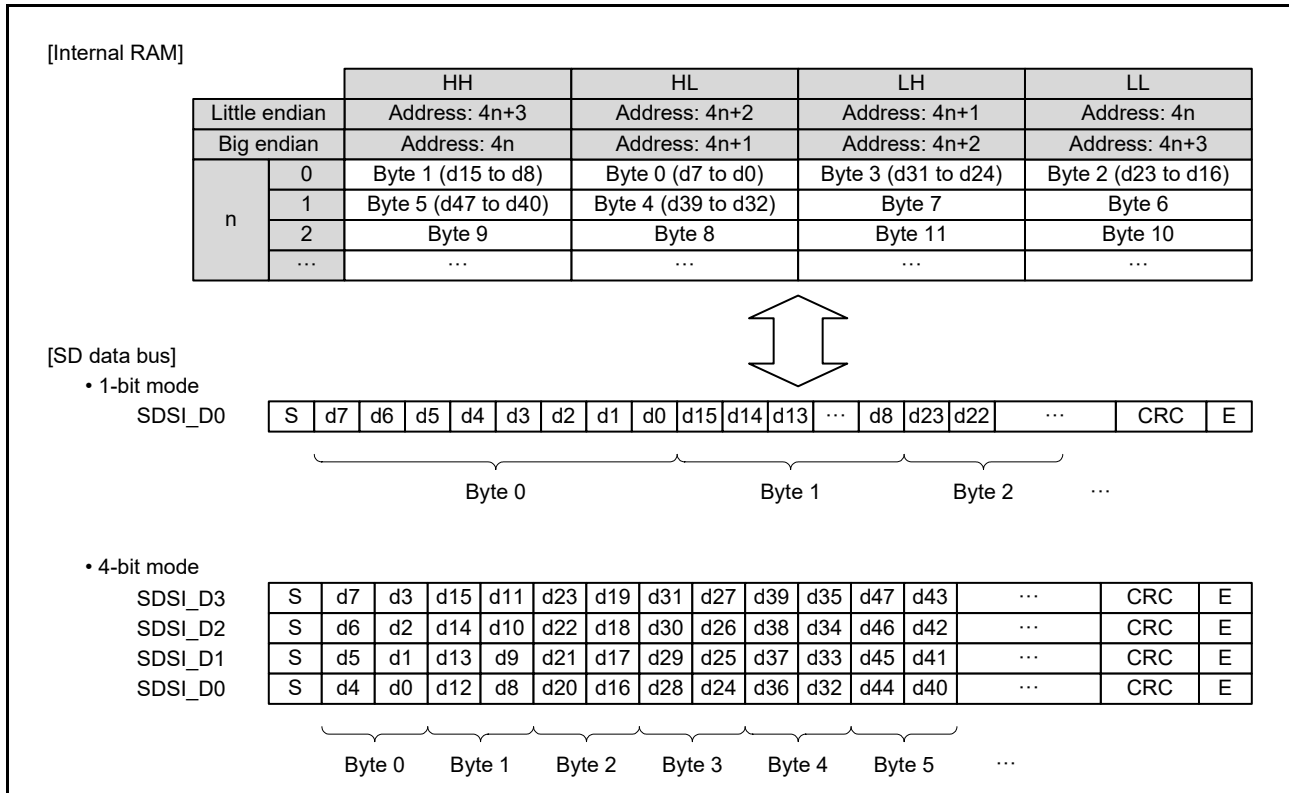 [Internal RAM]
HH HL LH LL
Little endian Address: 4n+3 Address: 4n+2 Address: 4n+1 Address: 4n
Big endian Address: 4n Address: 4n+1 Address: 4n+2 Address: 4n+3
n 0 Byte 1 (d15 to d8) Byte 0 (d7 to d0) Byte 3 (d31 to d24) Byte 2 (d23 to d16)
1 Byte 5 (d47 to d40) Byte 4 (d39 to d32) Byte 7 Byte 6
2 Byte 9 Byte 8 Byte 11 Byte 10
… … … … …
[SD data bus]
• 1-bit mode
SDSI_D0 S d7 d6 d5 d4 d3 d2 d1 d0 d15 d14 d13 … d8 d23 d22 … CRC E
Byte 0 Byte 1 Byte 2 …
• 4-bit mode
SDSI_D3 S d7 d3 d15 d11 d23 d19 d31 d27 d39 d35 d47 d43 … CRC E
SDSI_D2 S d6 d2 d14 d10 d22 d18 d30 d26 d38 d34 d46 d42 … CRC E
SDSI_D1 S d5 d1 d13 d9 d21 d17 d29 d25 d37 d33 d45 d41 … CRC E
SDSI_D0 S d4 d0 d12 d8 d20 d16 d28 d24 d36 d32 d44 d40 … CRC E
Byte 0 Byte 1 Byte 2 Byte 3 Byte 4 Byte 5 …